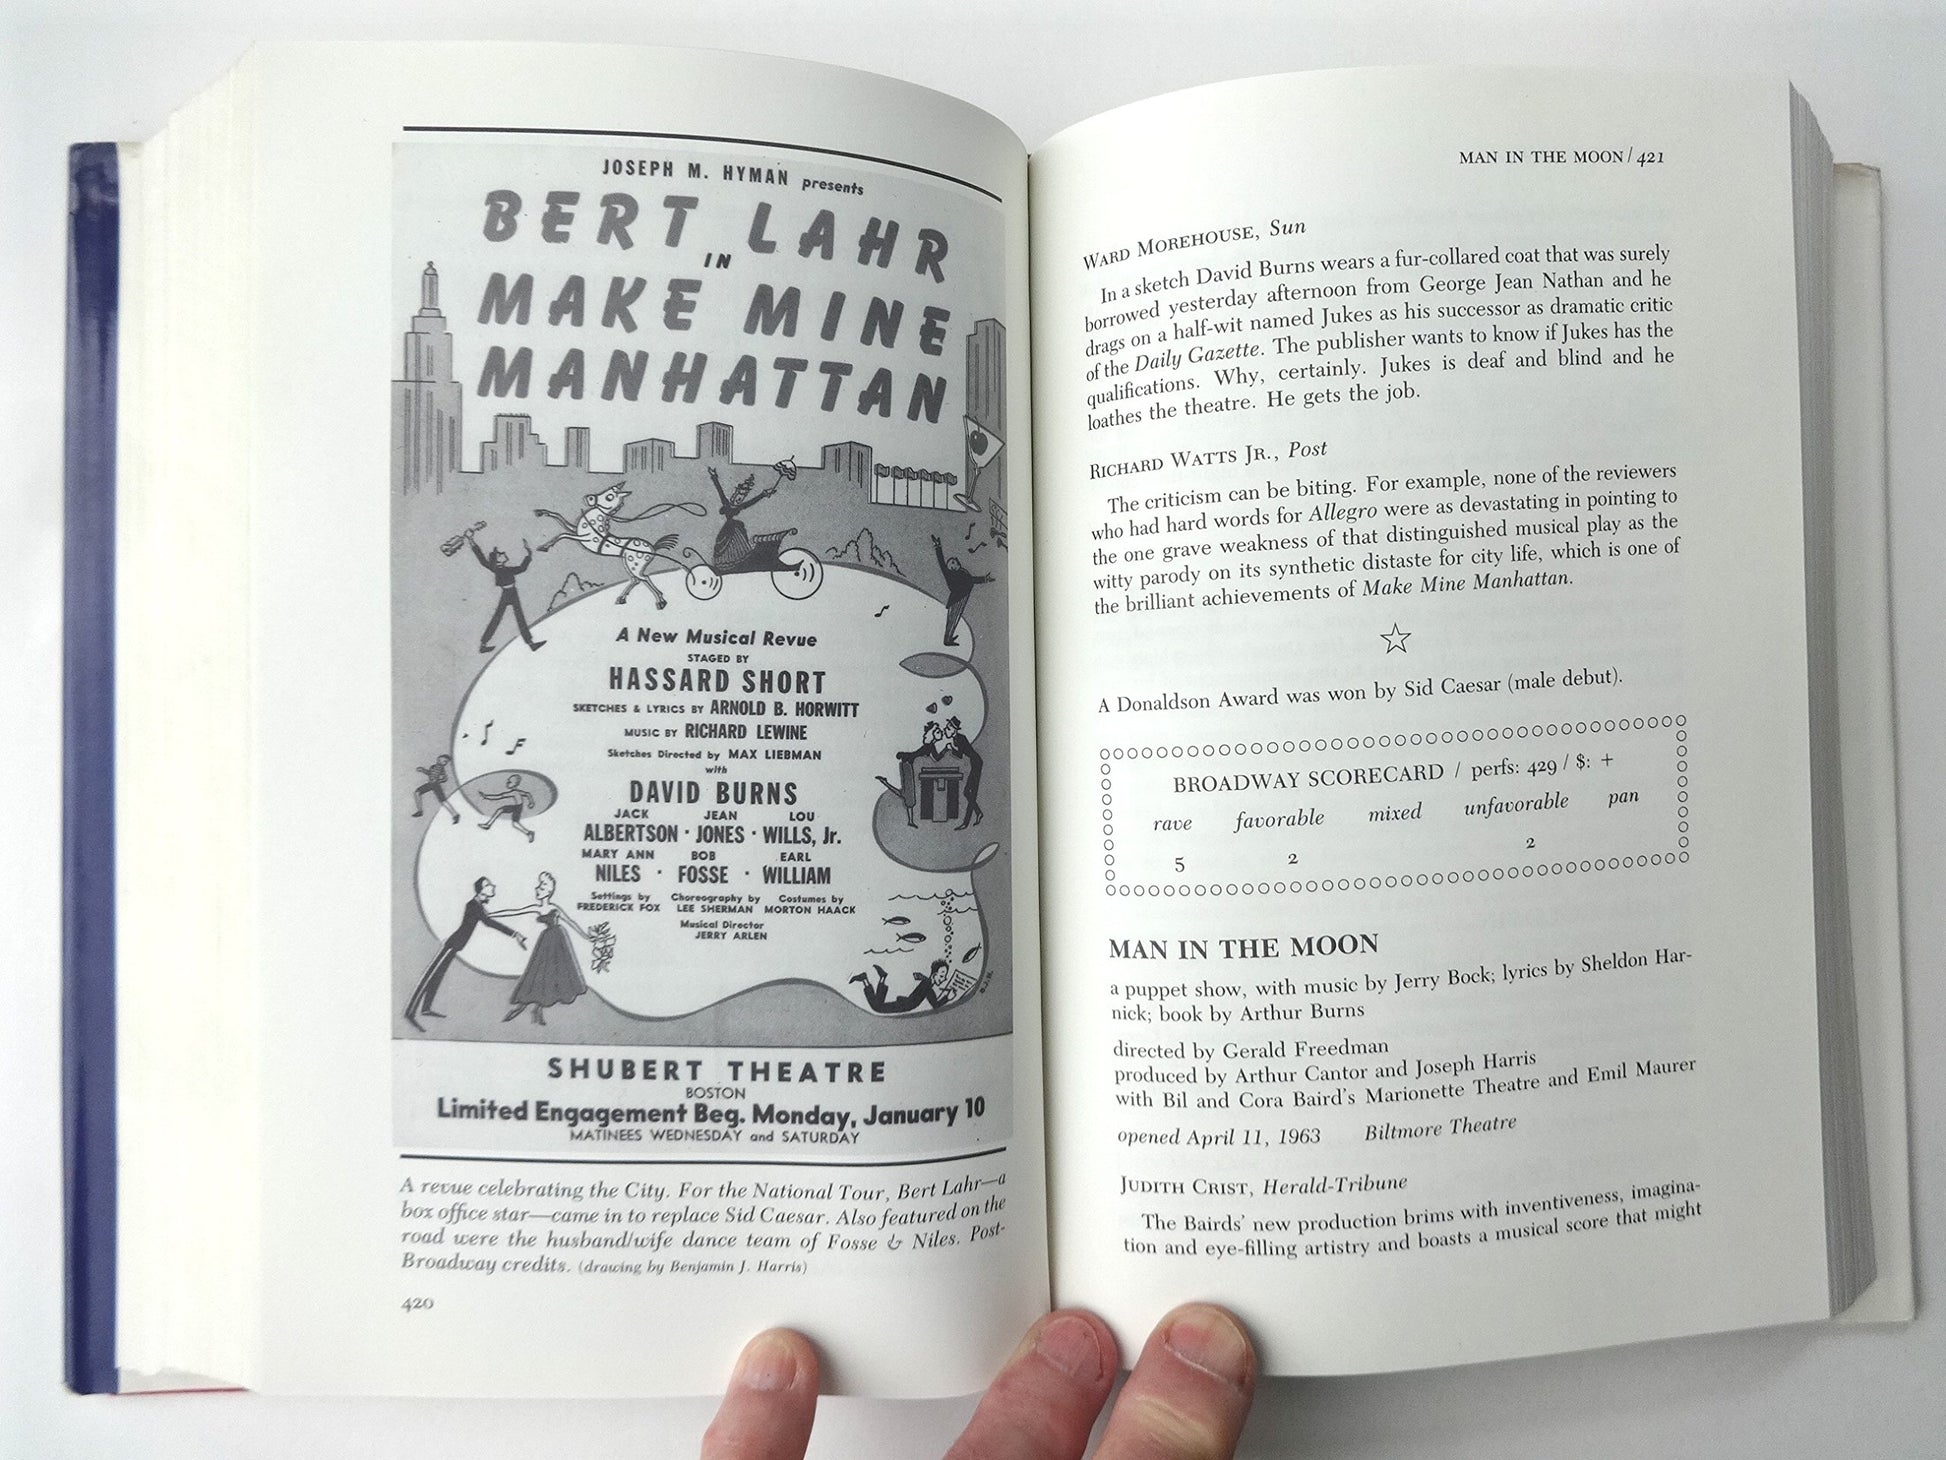 JOSEPH M. HYMAN presents
BERT LAHR
IN
MAKE MINE
MANHATTAN
A New Musical Revue
STAGED BY
HASSARD SHORT
SKETCHES & LYRICS BY ARNOLD B. HORWITT
MUSIC BY RICHARD LEWINE
Sketches Directed by MAX LIEBMAN
with
DAVID BURNS
JACK JEAN LOU
ALBERTSON · JONES · WILLS, Jr.
MARY ANN BOB EARL
NILES · FOSSE · WILLIAM
Settings by Choreography by Costumes by
FREDERICK FOX LEE SHERMAN MORTON HAACK
Musical Director
JERRY ARLEN
B.J.H.
SHUBERT THEATRE
BOSTON
Limited Engagement Beg. Monday, January 10
MATINEES WEDNESDAY and SATURDAY
A revue celebrating the City. For the National Tour, Bert Lahr—a
box office star—came in to replace Sid Caesar. Also featured on the
road were the husband/wife dance team of Fosse & Niles. Post-
Broadway credits. (drawing by Benjamin J. Harris)
420
MAN IN THE MOON / 421
WARD MOREHOUSE, Sun
In a sketch David Burns wears a fur-collared coat that was surely
borrowed yesterday afternoon from George Jean Nathan and he
drags on a half-wit named Jukes as his successor as dramatic critic
of the Daily Gazette. The publisher wants to know if Jukes has the
qualifications. Why, certainly. Jukes is deaf and blind and he
loathes the theatre. He gets the job.
RICHARD WATTS JR., Post
The criticism can be biting. For example, none of the reviewers
who had hard words for Allegro were as devastating in pointing to
the one grave weakness of that distinguished musical play as the
witty parody on its synthetic distaste for city life, which is one of
the brilliant achievements of Make Mine Manhattan.
A Donaldson Award was won by Sid Caesar (male debut).
BROADWAY SCORECARD / perfs: 429 / $: +
rave favorable mixed unfavorable pan
5 2 2
MAN IN THE MOON
a puppet show, with music by Jerry Bock; lyrics by Sheldon Har-
nick; book by Arthur Burns
directed by Gerald Freedman
produced by Arthur Cantor and Joseph Harris
with Bil and Cora Baird's Marionette Theatre and Emil Maurer
opened April 11, 1963 Biltmore Theatre
JUDITH CRIST, Herald-Tribune
The Bairds' new production brims with inventiveness, imagina-
tion and eye-filling artistry and boasts a musical score that might